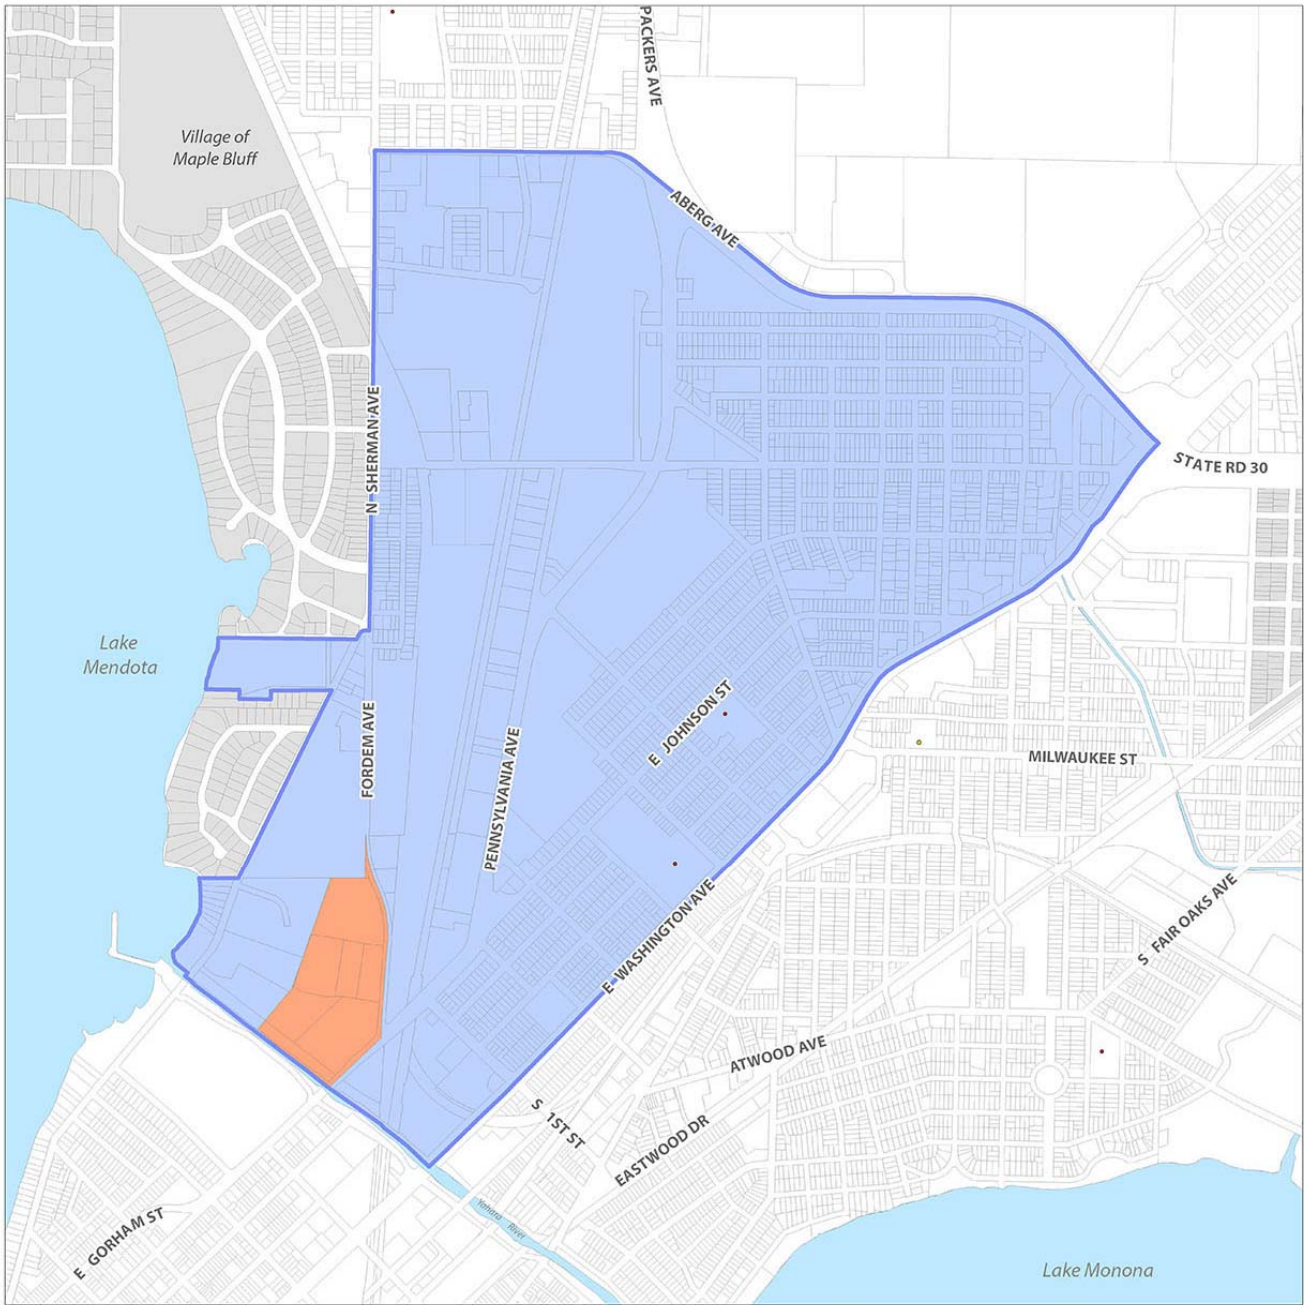 PACKERS AVE
Village of
Maple Bluff
ABERG AVE
N SHERMAN AVE
STATE RD 30
Lake
Mendota
E JOHNSON ST
FORDEM AVE
PENNSYLVANIA AVE
MILWAUKEE ST
E WASHINGTON AVE
S FAIR OAKS AVE
ATWOOD AVE
S 1ST ST
EASTWOOD DR
Yahara River
E GORHAM ST
Lake Monona